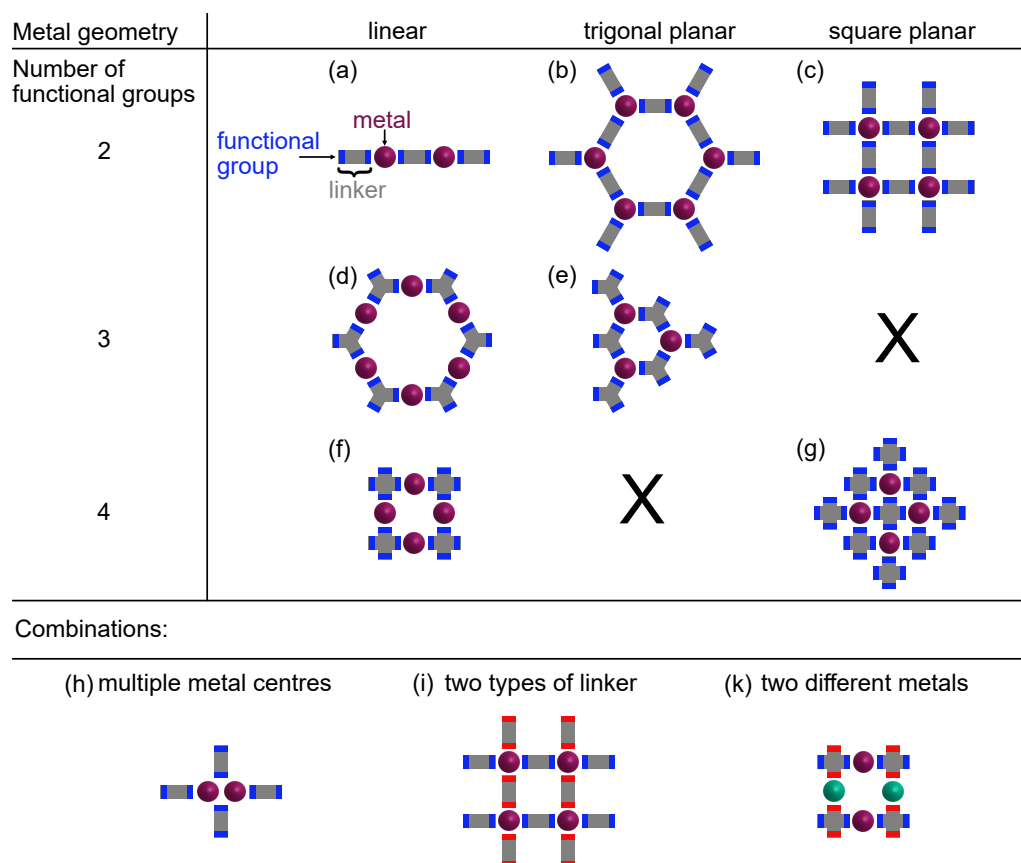 Metal geometry
linear
trigonal planar
square planar
Number of
functional groups
(a)
(b)
(c)
2
metal
functional
group
linker
(d)
(e)
3
X
(f)
(g)
4
X
Combinations:
(h) multiple metal centres
(i) two types of linker
(k) two different metals